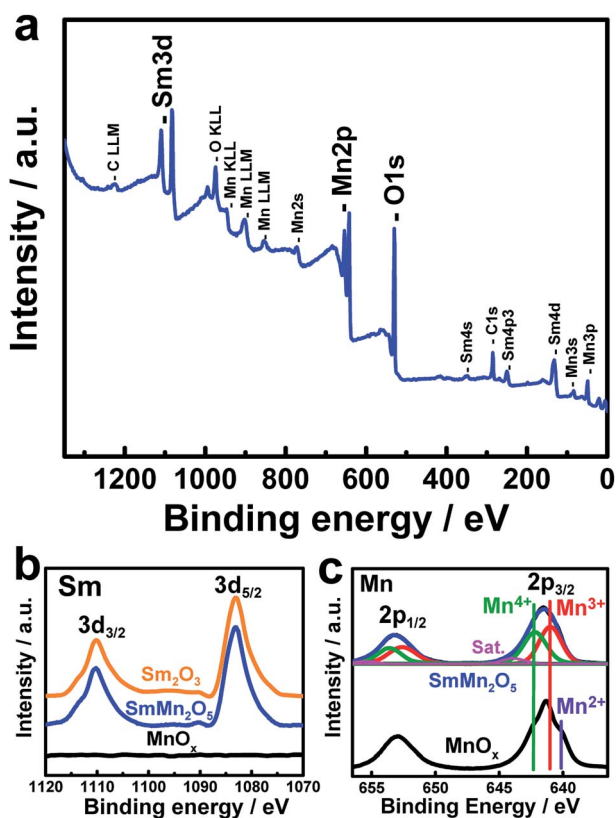 a
Intensity / a.u.
C LLM
Sm3d
O KLL
Mn KLL
Mn LLM
Mn LLM
Mn2s
Mn2p
O1s
Sm4s
C1s
Sm4p3
Sm4d
Mn3s
Mn3p
1200 1000 800 600 400 200 0
Binding energy / eV
b Sm
3d5/2
3d3/2
Intensity / a.u.
Sm2O3
SmMn2O5
MnOx
1120 1110 1100 1090 1080 1070
Binding energy / eV
c Mn
2p3/2
Mn4+ Mn3+
2p1/2
Sat.
SmMn2O5
Mn2+
MnOx
Intensity / a.u.
655 650 645 640
Binding Energy / eV